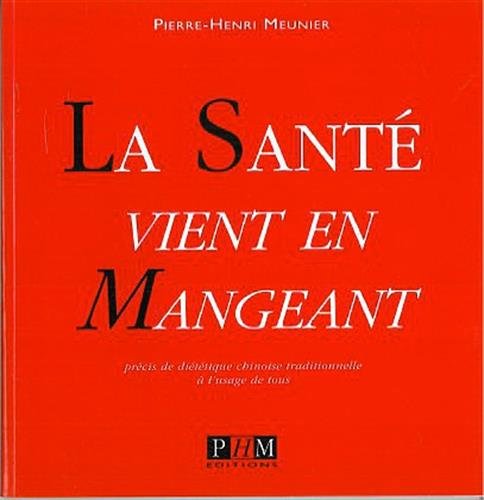 PIERRE-HENRI MEUNIER
LA SANTÉ
VIENT EN
MANGEANT
précis de diététique chinoise traditionnelle
à l'usage de tous
PHM
EDITIONS